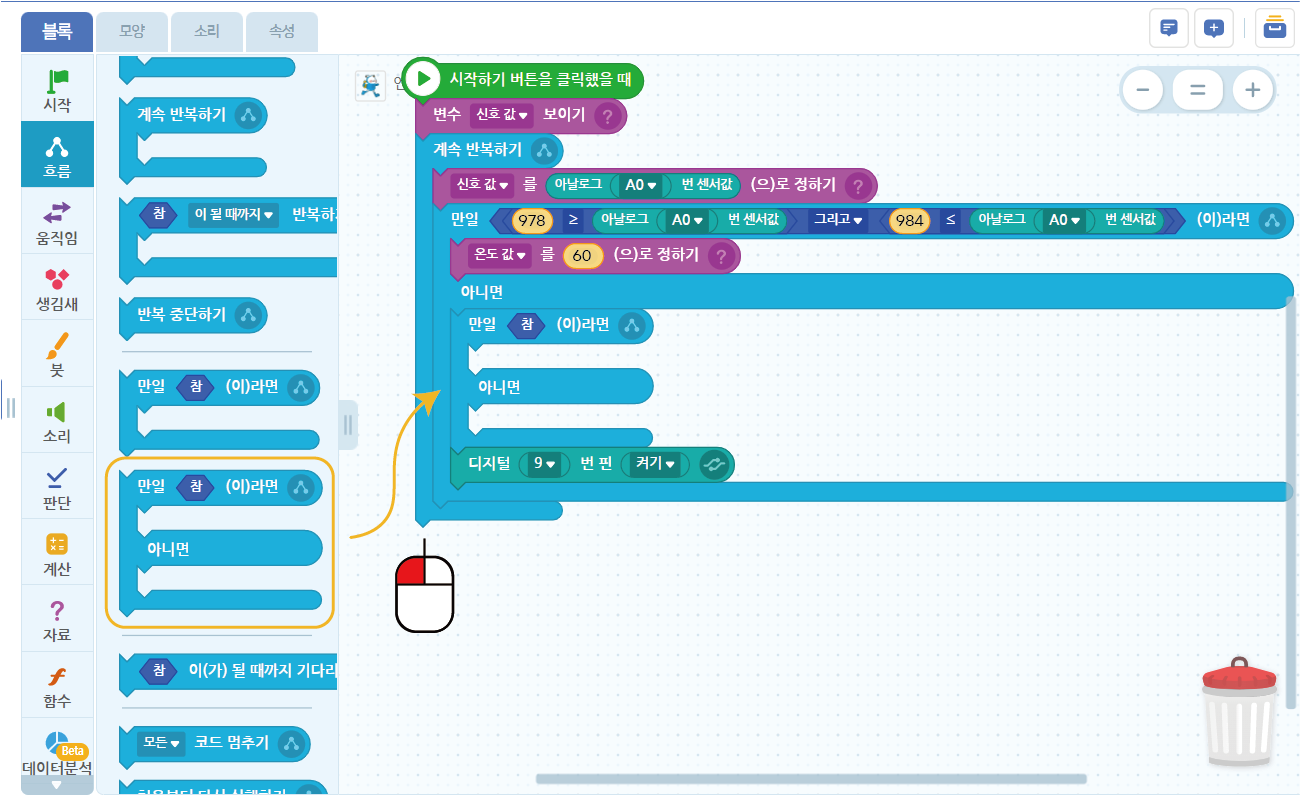 블록 모양 소리 속성
시작
흐름
움직임
생김새
붓
소리
판단
계산
? 자료
함수
Beta
데이터분석
계속 반복하기
참 이 될 때까지 ▼ 반복하
반복 중단하기
만일 참 (이)라면
만일 참 (이)라면
아니면
참 이(가) 될 때까지 기다리
모든 ▼ 코드 멈추기
시작하기 버튼을 클릭했을 때
변수 신호 값 ▼ 보이기 ?
계속 반복하기
신호 값 ▼ 를 아날로그 A0 ▼ 번 센서값 (으)로 정하기 ?
만일 978 ≥ 아날로그 A0 ▼ 번 센서값 그리고 ▼ 984 ≤ 아날로그 A0 ▼ 번 센서값 (이)라면
온도 값 ▼ 를 60 (으)로 정하기 ?
아니면
만일 참 (이)라면
아니면
디지털 9 ▼ 번 핀 켜기 ▼
− = +